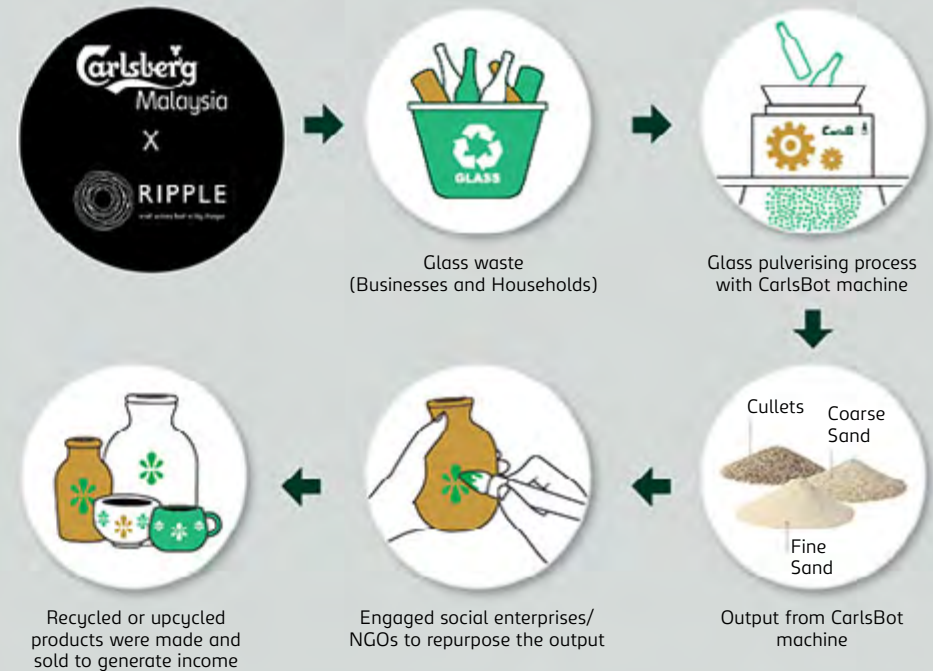 Carlsberg
Malaysia
X
RIPPLE
GLASS
CarlsB
Glass waste
(Businesses and Households)
Glass pulverising process
with CarlsBot machine
Cullets
Coarse
Sand
Fine
Sand
Output from CarlsBot
machine
Engaged social enterprises/
NGOs to repurpose the output
Recycled or upcycled
products were made and
sold to generate income